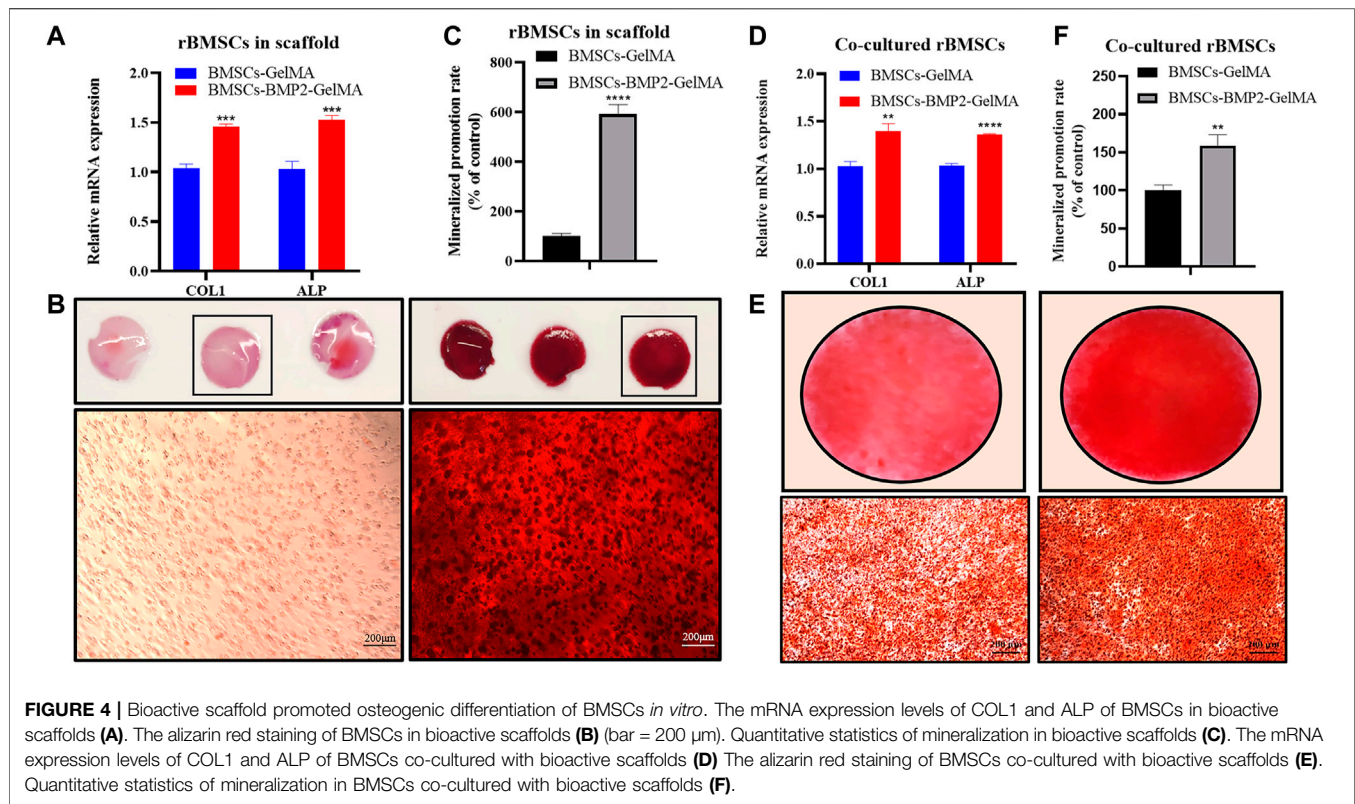 A
rBMSCs in scaffold
BMSCs-GelMA
BMSCs-BMP2-GelMA
Relative mRNA expression
2.0
1.5
1.0
0.5
0.0
***
***
COL1
ALP
C
rBMSCs in scaffold
BMSCs-GelMA
BMSCs-BMP2-GelMA
Mineralized promotion rate
(% of control)
800
600
400
200
0
****
D
Co-cultured rBMSCs
BMSCs-GelMA
BMSCs-BMP2-GelMA
Relative mRNA expression
2.0
1.5
1.0
0.5
0.0
**
****
COL1
ALP
F
Co-cultured rBMSCs
BMSCs-GelMA
BMSCs-BMP2-GelMA
Mineralized promotion rate
(% of control)
250
200
150
100
50
0
**
B
200μm
200μm
E
200 μm
200 μm
FIGURE 4 | Bioactive scaffold promoted osteogenic differentiation of BMSCs in vitro. The mRNA expression levels of COL1 and ALP of BMSCs in bioactive
scaffolds (A). The alizarin red staining of BMSCs in bioactive scaffolds (B) (bar = 200 μm). Quantitative statistics of mineralization in bioactive scaffolds (C). The mRNA
expression levels of COL1 and ALP of BMSCs co-cultured with bioactive scaffolds (D) The alizarin red staining of BMSCs co-cultured with bioactive scaffolds (E).
Quantitative statistics of mineralization in BMSCs co-cultured with bioactive scaffolds (F).